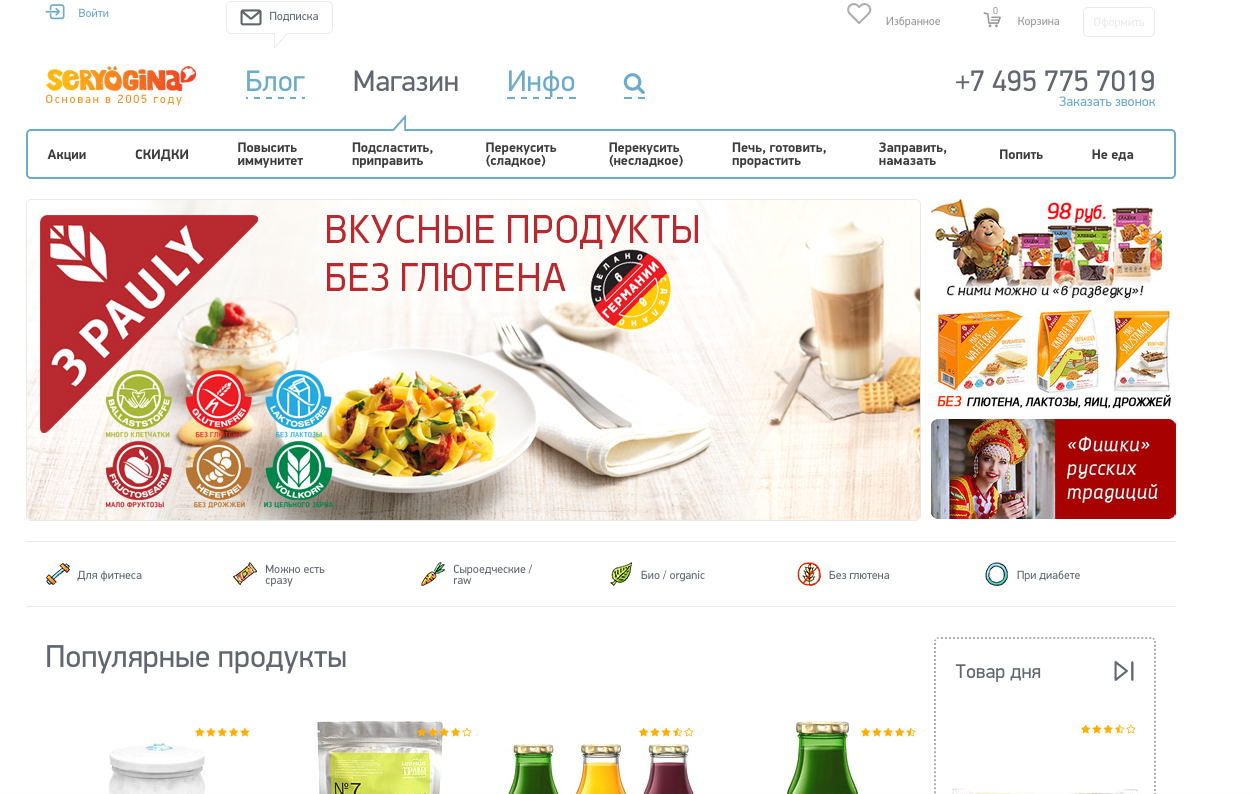 Войти
Подписка
Избранное
0
Корзина
Оформить
SERYOGINA
Основан в 2005 году
Блог
Магазин
Инфо
+7 495 775 7019
Заказать звонок
Акции
СКИДКИ
Повысить
иммунитет
Подсластить,
приправить
Перекусить
(сладкое)
Перекусить
(несладкое)
Печь, готовить,
прорастить
Заправить,
намазать
Попить
Не еда
3 PAULY
ВКУСНЫЕ ПРОДУКТЫ
БЕЗ ГЛЮТЕНА
СДЕЛАНО
В
ГЕРМАНИИ
BALLASTSTOFFE
МНОГО КЛЕТЧАТКИ
GLUTENFREI
БЕЗ ГЛЮТЕНА
LAKTOSEFREI
БЕЗ ЛАКТОЗЫ
FRUCTOSEARM
МАЛО ФРУКТОЗЫ
HEFEFREI
БЕЗ ДРОЖЖЕЙ
VOLLKORN
ИЗ ЦЕЛЬНОГО ЗЕРНА
98 руб.
С ними можно и «в разведку»!
БЕЗ ГЛЮТЕНА, ЛАКТОЗЫ, ЯИЦ, ДРОЖЖЕЙ
«Фишки»
русских
традиций
Для фитнеса
Можно есть
сразу
Сыроедческие /
raw
Био / organic
Без глютена
При диабете
Популярные продукты
Товар дня
№7